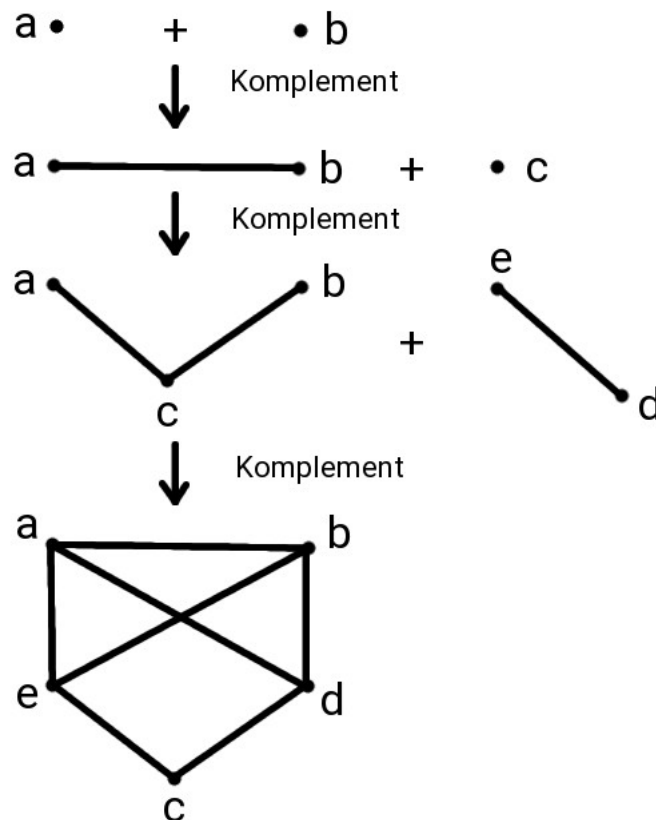 a + b
Komplement
a b + c
Komplement
a b e
+
c d
Komplement
a b
e d
c